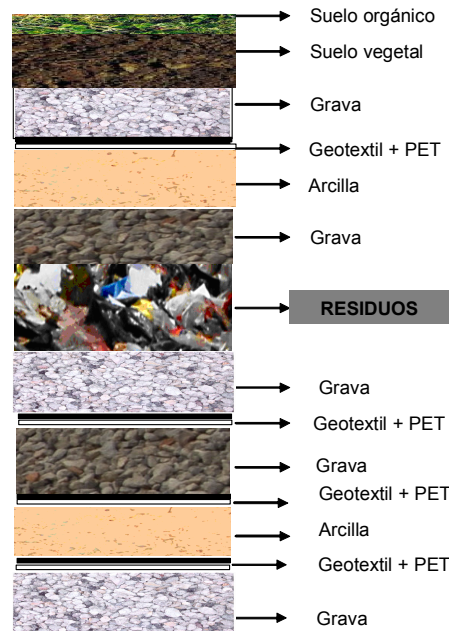 Suelo orgánico
Suelo vegetal
Grava
Geotextil + PET
Arcilla
Grava
RESIDUOS
Grava
Geotextil + PET
Grava
Geotextil + PET
Arcilla
Geotextil + PET
Grava